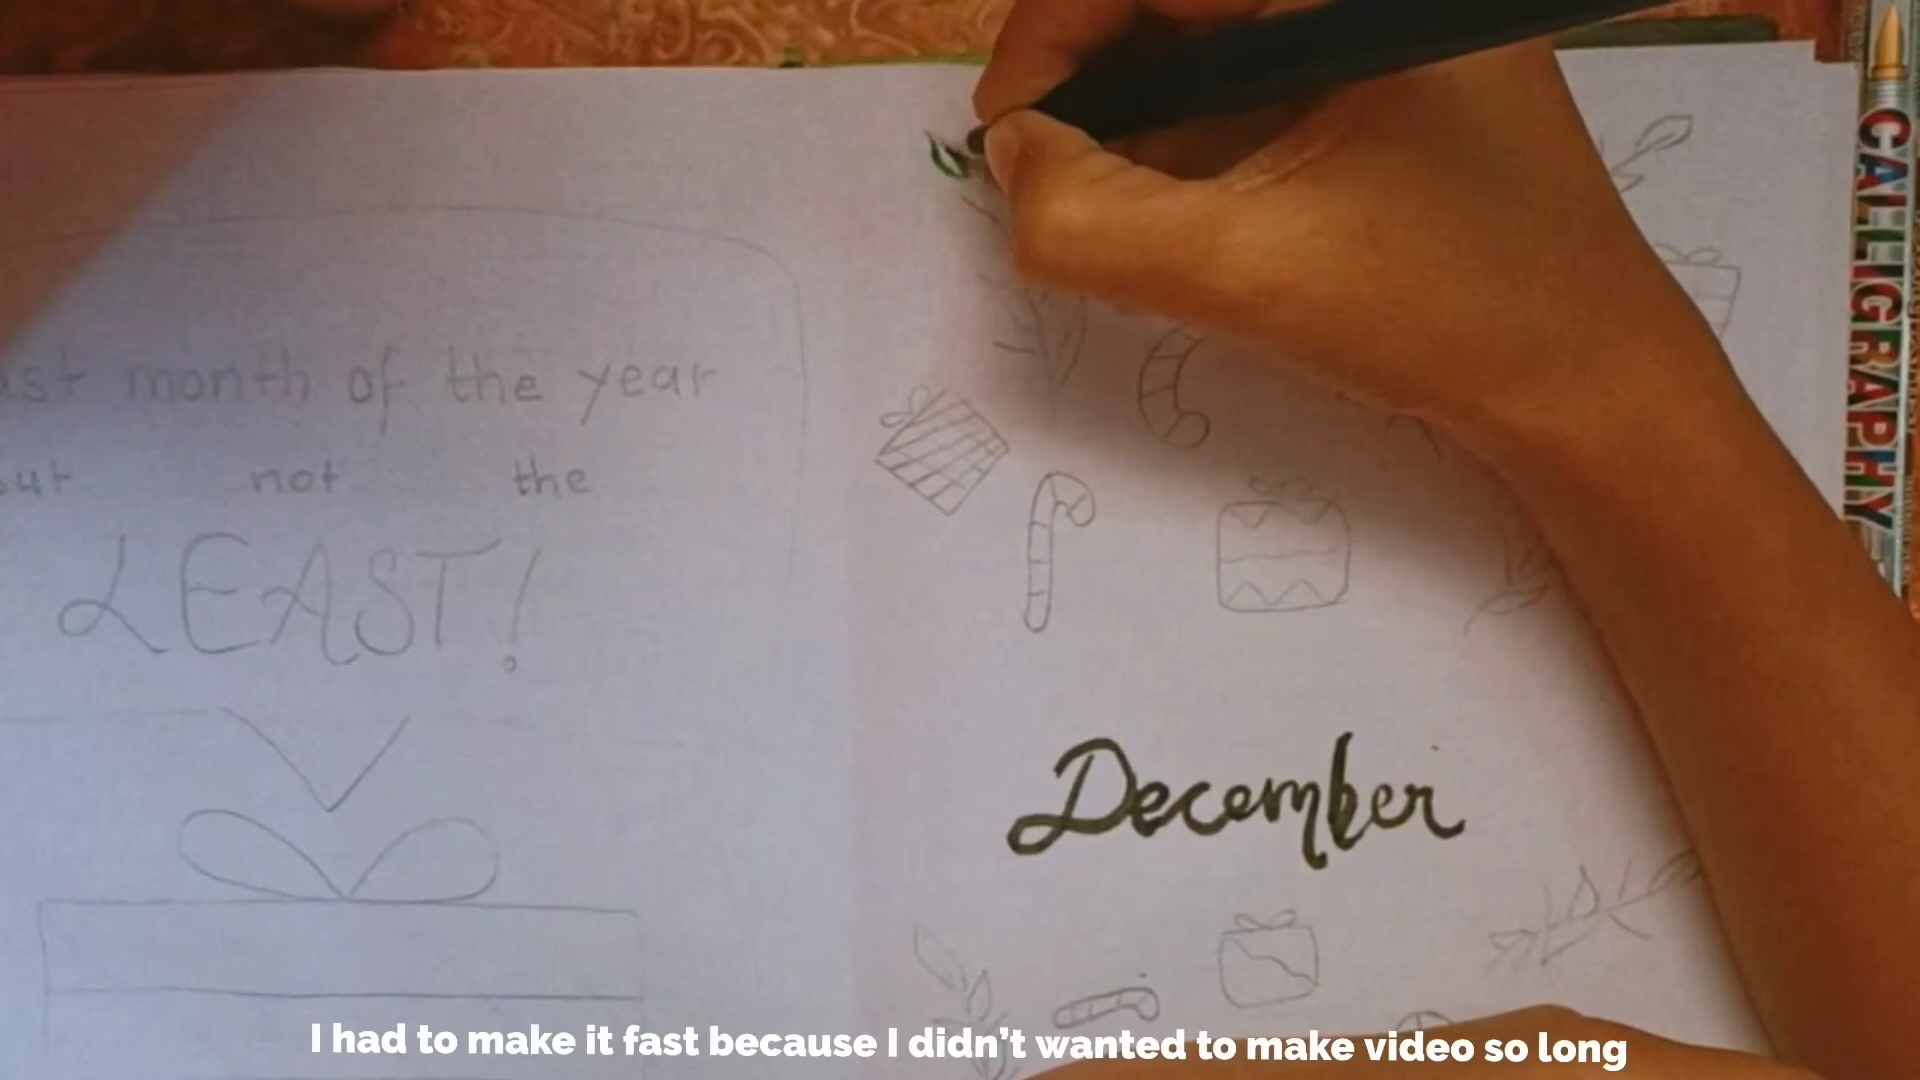 month of the year
not the
LEAST!
December
CALLIGRAPHY
I had to make it fast because I didn't wanted to make video so long